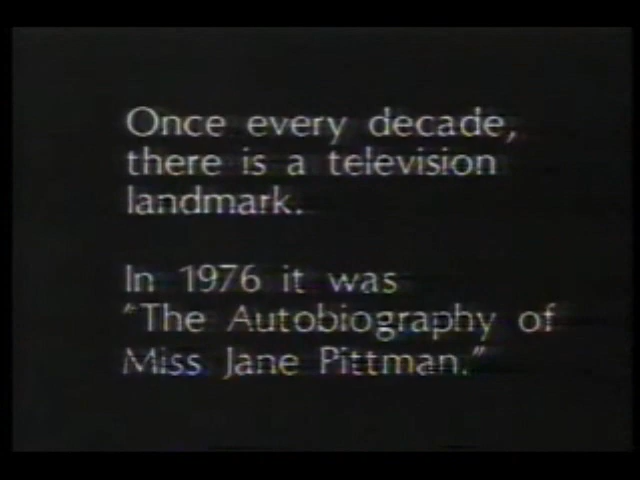 Once every decade,
there is a television
landmark.
In 1976 it was
"The Autobiography of
Miss Jane Pittman."